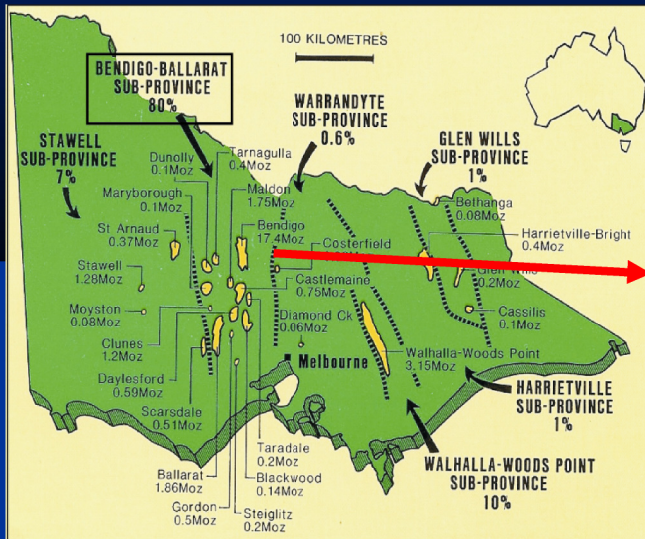 100 KILOMETRES
BENDIGO-BALLARAT
SUB-PROVINCE
80%
WARRANDYTE
SUB-PROVINCE
0.6%
GLEN WILLS
SUB-PROVINCE
1%
STAWELL
SUB-PROVINCE
7%
Dunolly
0.1Moz
Tarnagulla
0.4Moz
Maryborough
0.1Moz
Maldon
1.75Moz
Bethanga
0.08Moz
St Arnaud
0.37Moz
Bendigo
17.4Moz
Harrietville-Bright
0.4Moz
Costerfield
Stawell
1.28Moz
Castlemaine
0.75Moz
Glen Wills
0.2Moz
Moyston
0.08Moz
Diamond Ck
0.06Moz
Cassilis
0.1Moz
Clunes
1.2Moz
Melbourne
Walhalla-Woods Point
3.15Moz
Daylesford
0.59Moz
HARRIETVILLE
SUB-PROVINCE
1%
Scarsdale
0.51Moz
Taradale
0.2Moz
WALHALLA-WOODS POINT
SUB-PROVINCE
10%
Ballarat
1.86Moz
Blackwood
0.14Moz
Gordon
0.5Moz
Steiglitz
0.2Moz